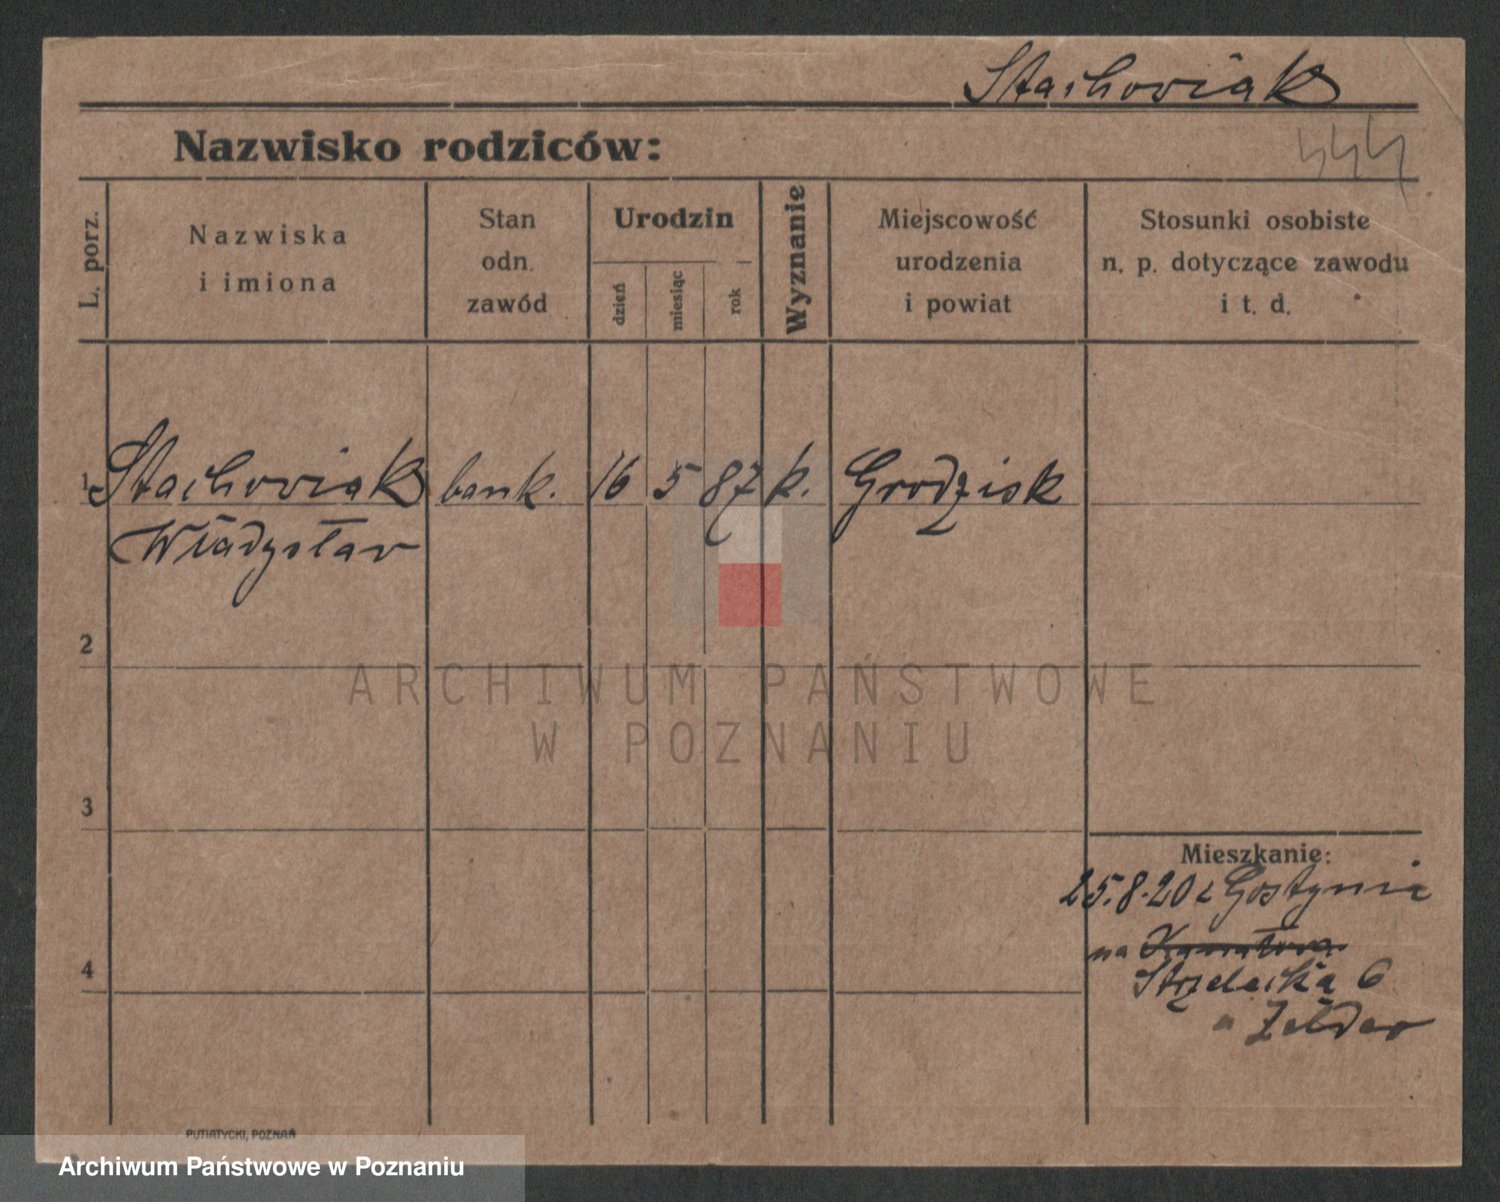 Stachowiak
Nazwisko rodziców:
444
L. porz.
Nazwiska
i imiona
Stan
odn.
zawód
Urodzin
dzień
miesiąc
rok
Wyznanie
Miejscowość
urodzenia
i powiat
Stosunki osobiste
n. p. dotyczące zawodu
i t. d.
1 Stachowiak bank. 16 5 87 k. Grodzisk
Władysław
2
ARCHIWUM PAŃSTWOWE
W POZNANIU
3
Mieszkanie:
25.8.20 z Gostynia
na
4
Strzelecka 6
PUTIATYCKI, POZNAŃ
Archiwum Państwowe w Poznaniu